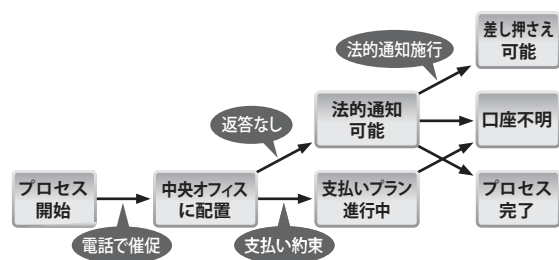 差し押さえ
可能
法的通知施行
法的通知
可能
口座不明
返答なし
プロセス
開始
中央オフィス
に配置
支払いプラン
進行中
プロセス
完了
電話で催促
支払い約束